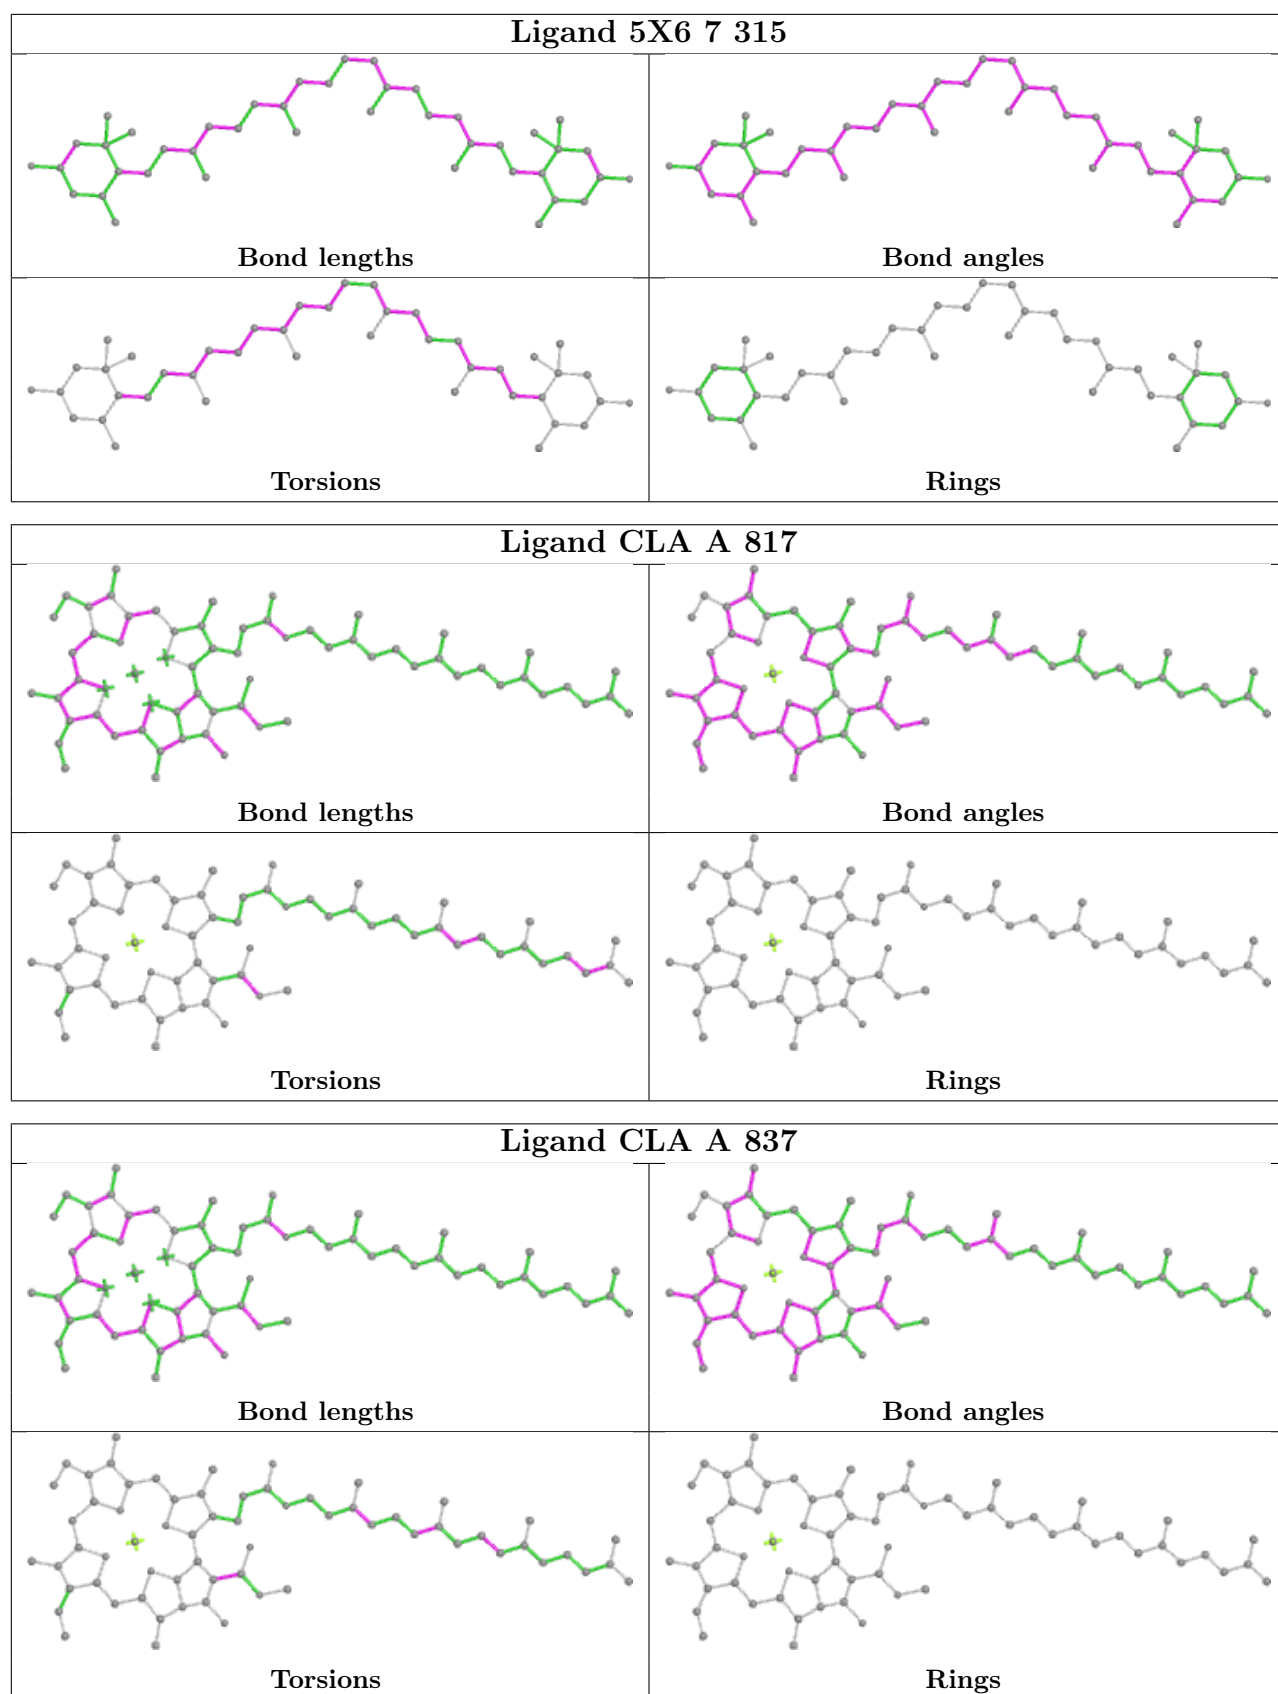 Ligand 5X6 7 315
Bond lengths
Bond angles
Torsions
Rings
Ligand CLA A 817
Bond lengths
Bond angles
Torsions
Rings
Ligand CLA A 837
Bond lengths
Bond angles
Torsions
Rings